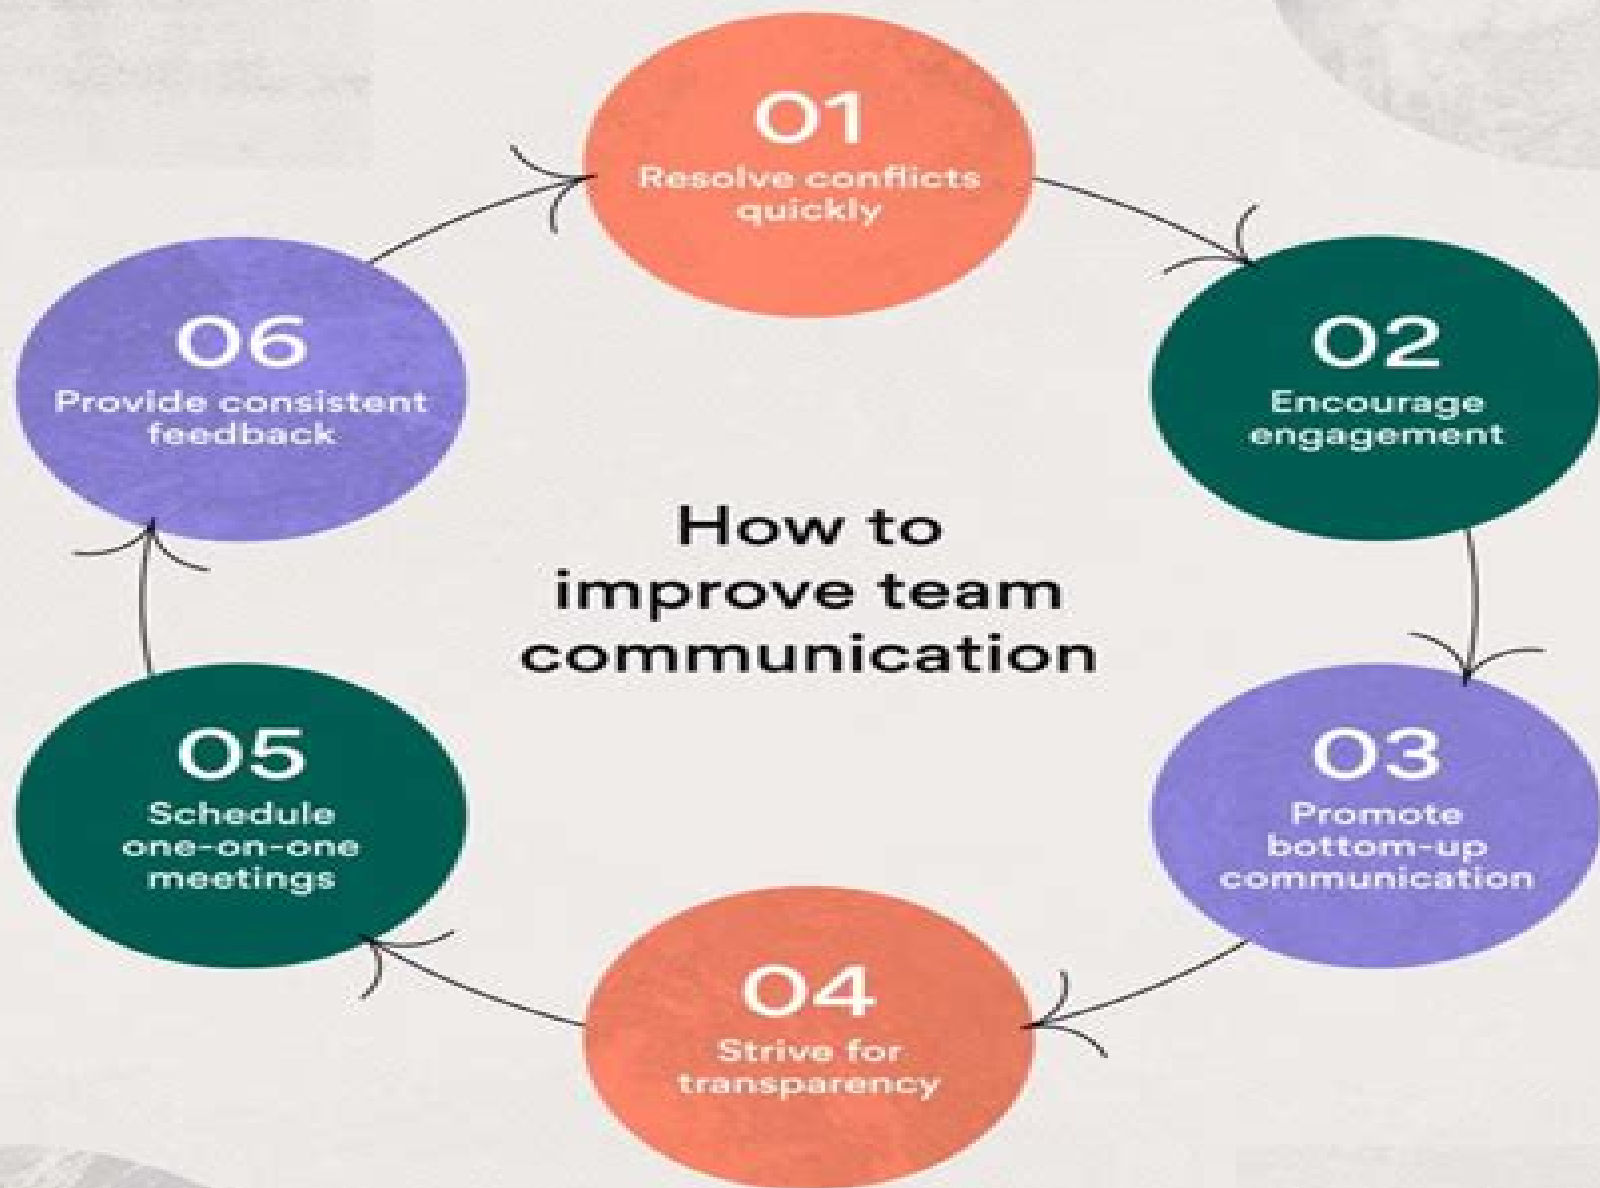 How to
improve team
communication
01
Resolve conflicts
quickly
02
Encourage
engagement
03
Promote
bottom-up
communication
04
Strive for
transparency
05
Schedule
one-on-one
meetings
06
Provide consistent
feedback